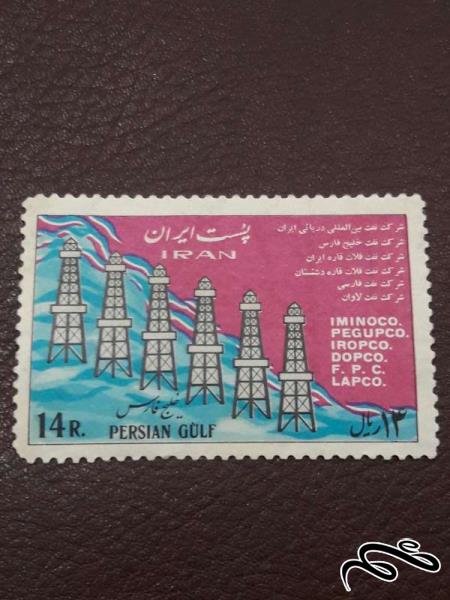 پست ایران
IRAN
شرکت نفت بین‌المللی دریائی ایران
شرکت نفت خلیج فارس
شرکت نفت فلات قاره ایران
شرکت نفت فلات قاره دشتستان
شرکت نفت فارسی
شرکت نفت لاوان
IMINOCO.
PEGUPCO.
IROPCO.
DOPCO.
F. P. C.
LAPCO.
خلیج فارس
14 R.
PERSIAN GULF
۱۴ ریال